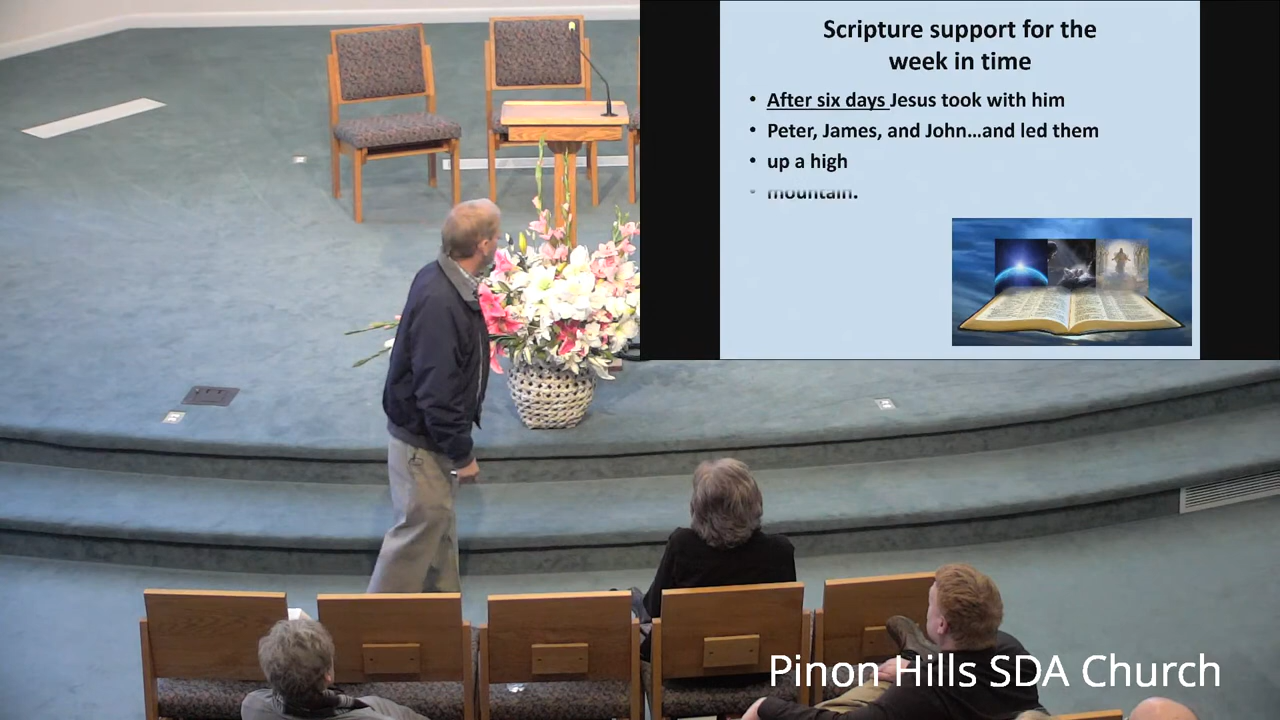 Scripture support for the
week in time
• After six days Jesus took with him
• Peter, James, and John…and led them
• up a high
• mountain.
Pinon Hills SDA Church